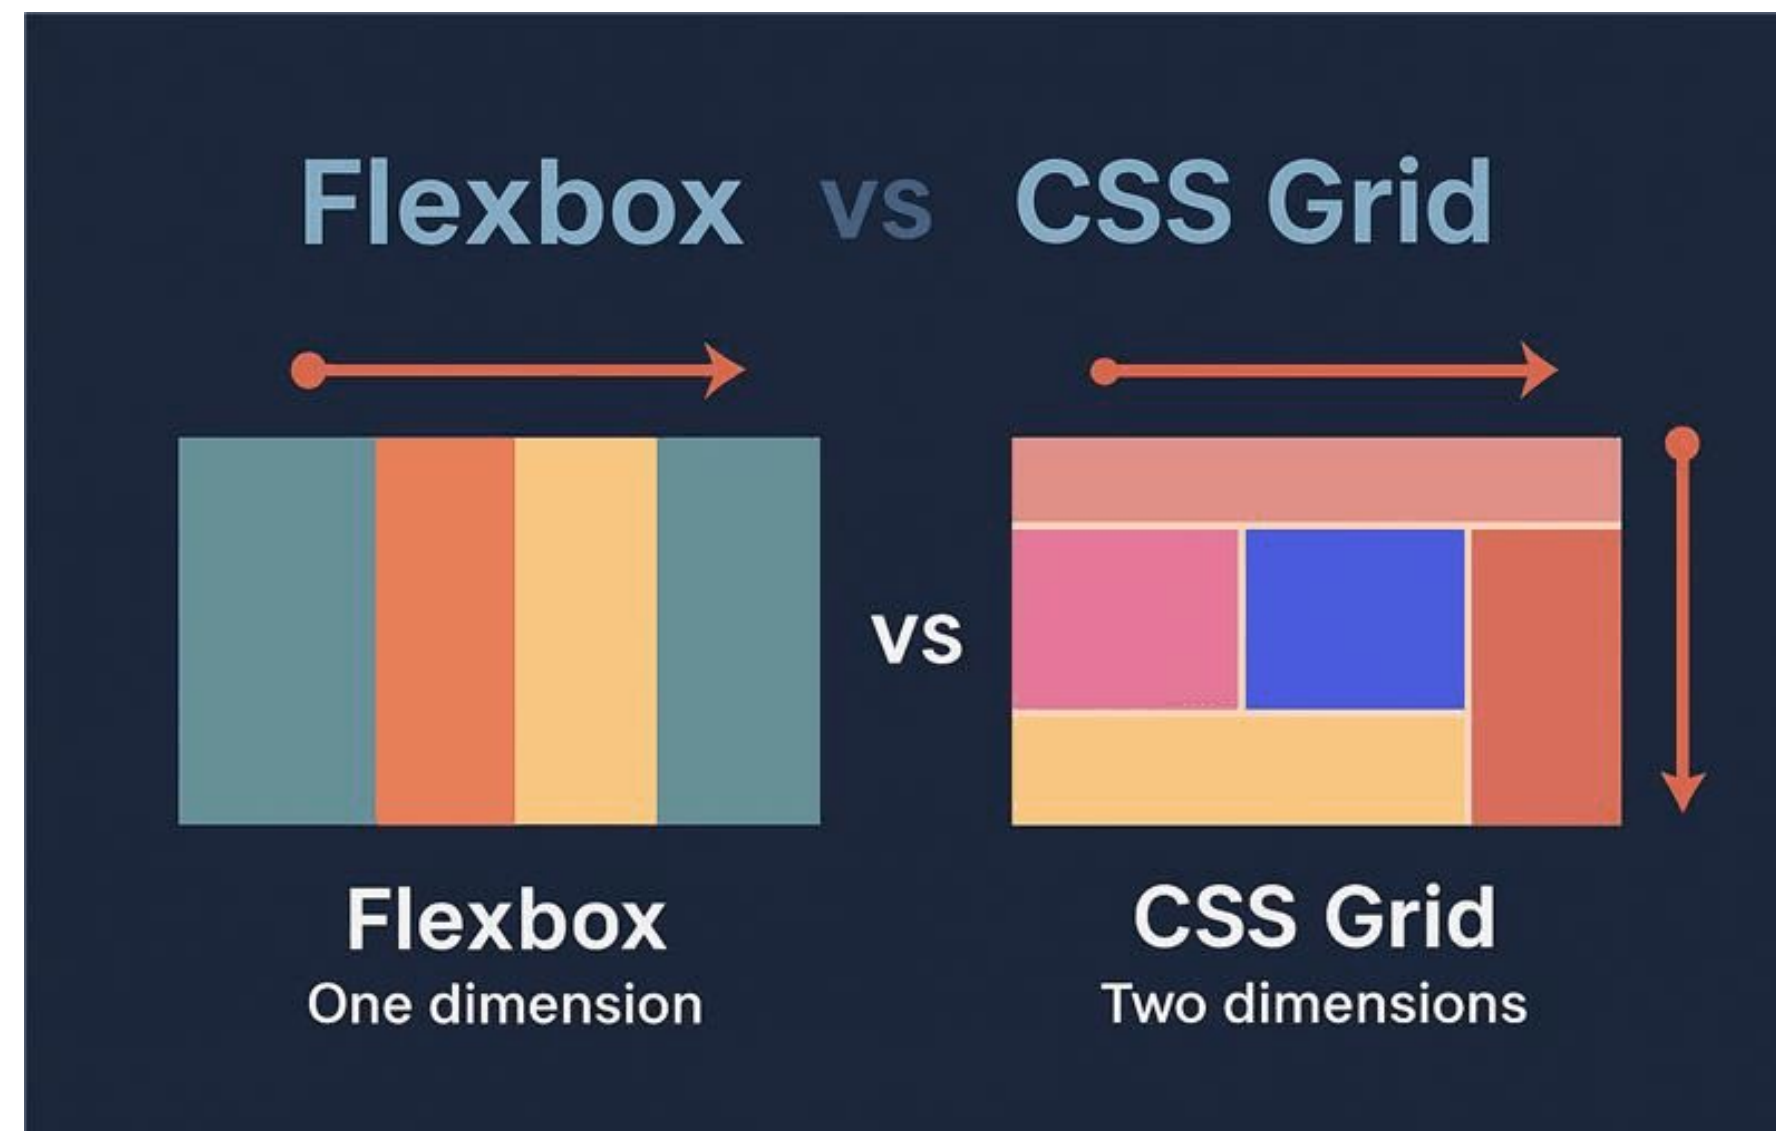 Flexbox vs CSS Grid
vs
Flexbox
One dimension
CSS Grid
Two dimensions